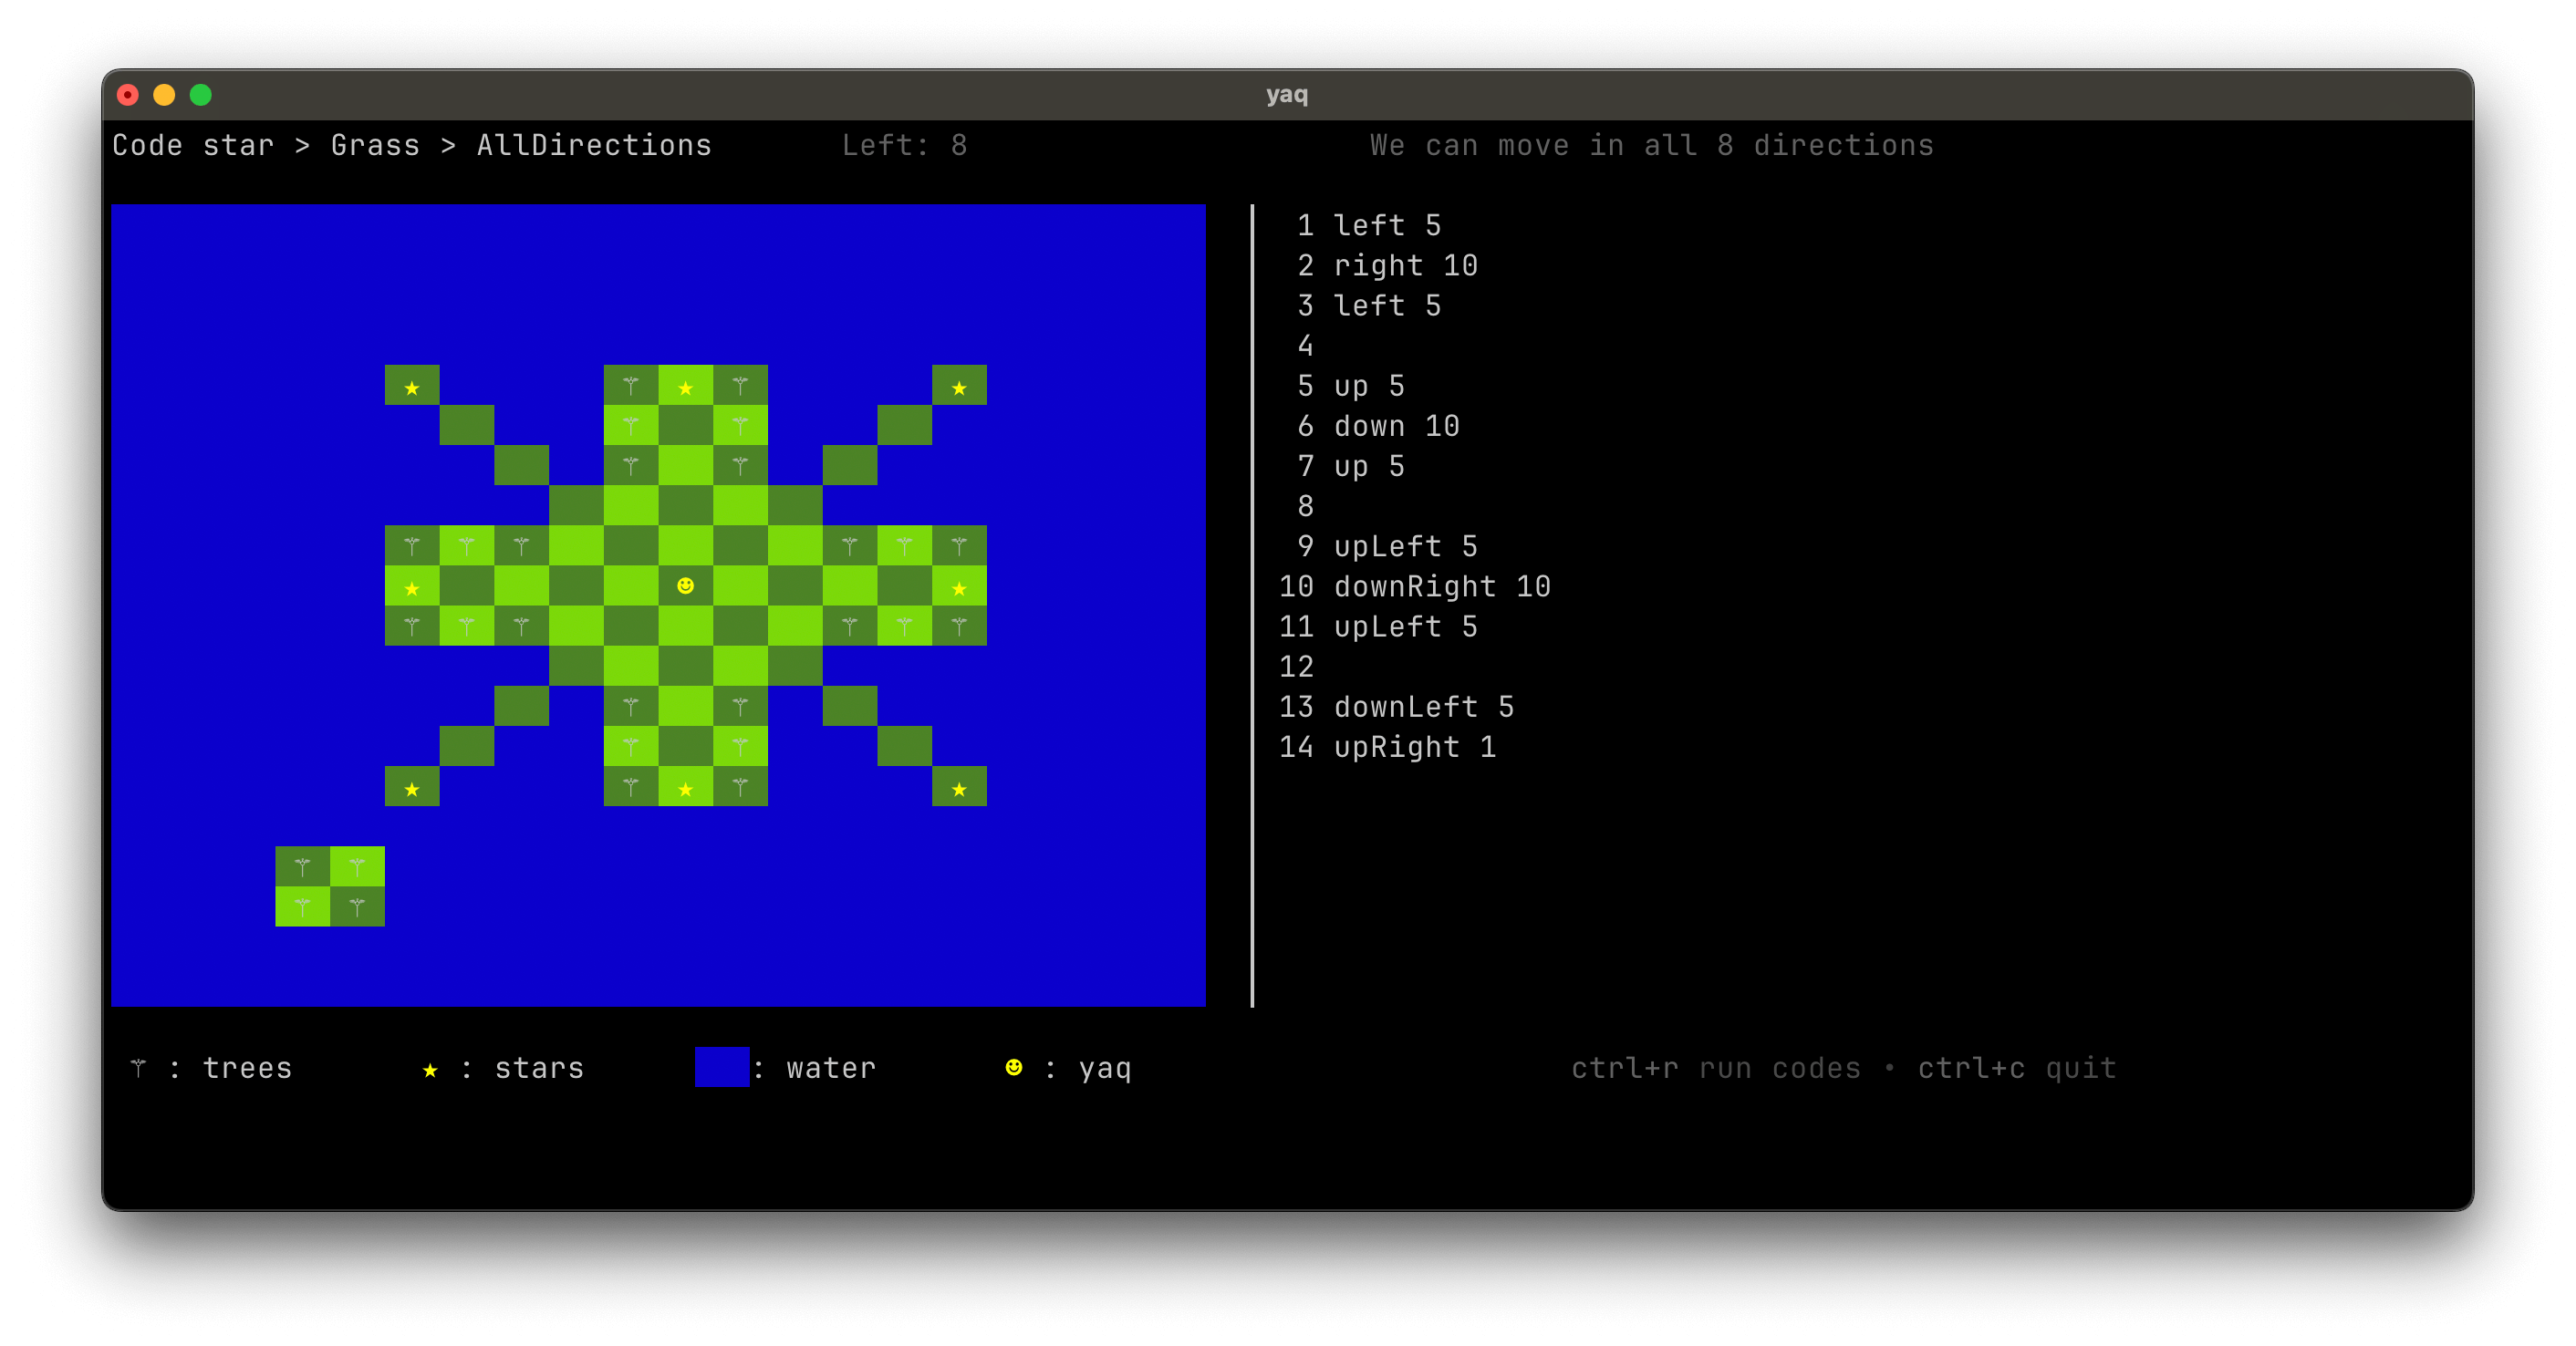 yaq
Code star > Grass > AllDirections Left: 8 We can move in all 8 directions
1 left 5
2 right 10
3 left 5
4
5 up 5
6 down 10
7 up 5
8
9 upLeft 5
10 downRight 10
11 upLeft 5
12
13 downLeft 5
14 upRight 1
: trees ★ : stars : water : yaq ctrl+r run codes • ctrl+c quit